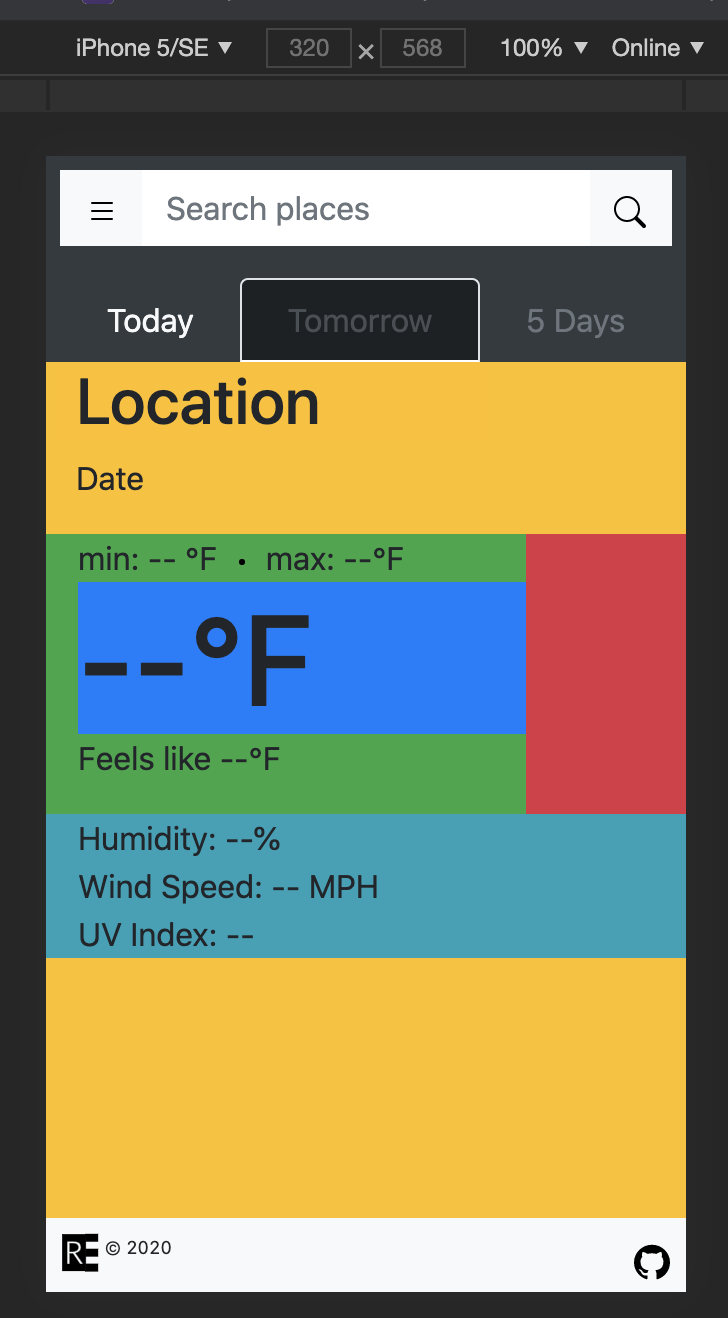 iPhone 5/SE ▼ 320 × 568 100% ▼ Online ▼
Search places
Today Tomorrow 5 Days
Location
Date
min: -- °F • max: --°F
--°F
Feels like --°F
Humidity: --%
Wind Speed: -- MPH
UV Index: --
RE © 2020